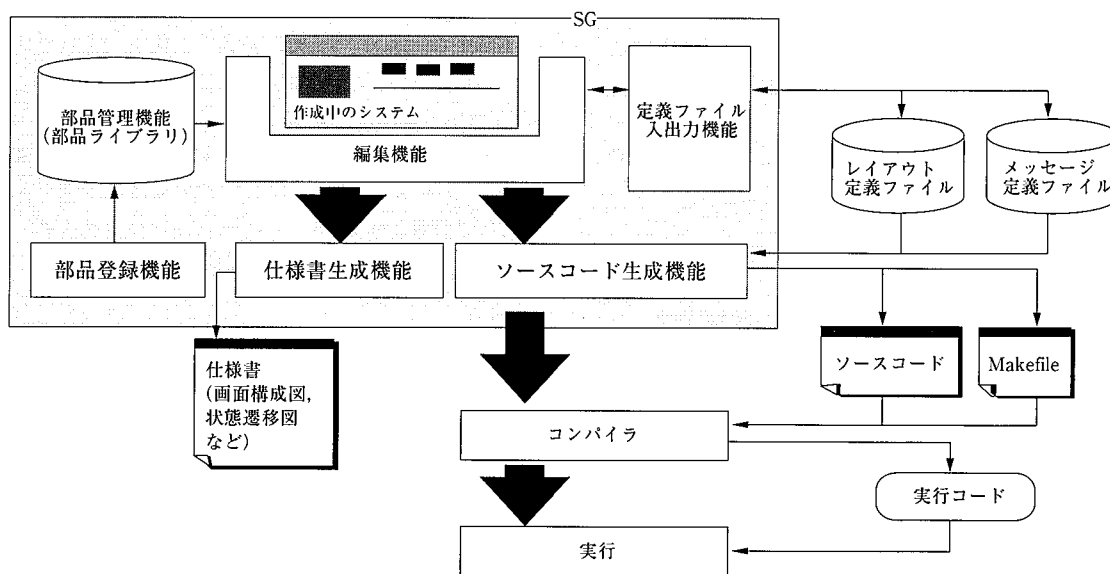 SG
部品管理機能
(部品ライブラリ)
作成中のシステム
編集機能
定義ファイル
入出力機能
レイアウト
定義ファイル
メッセージ
定義ファイル
部品登録機能
仕様書生成機能
ソースコード生成機能
仕様書
(画面構成図,
状態遷移図
など)
ソースコード
Makefile
コンパイラ
実行コード
実行